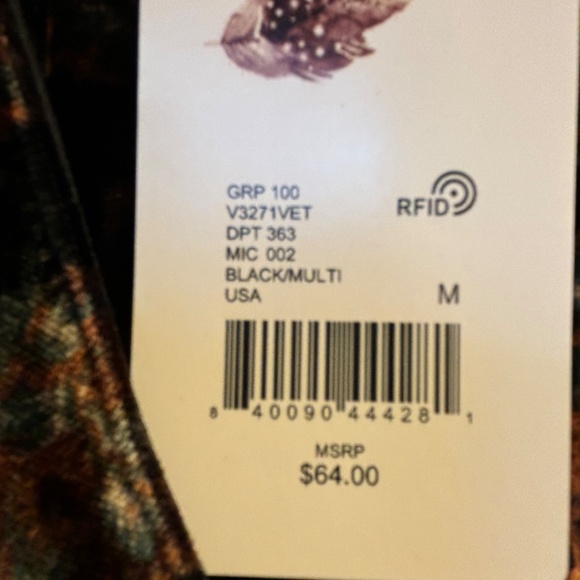 GRP 100
V3271VET
RFID
DPT 363
MIC 002
BLACK/MULTI
USA
M
8 40090 44428 1
MSRP
$64.00